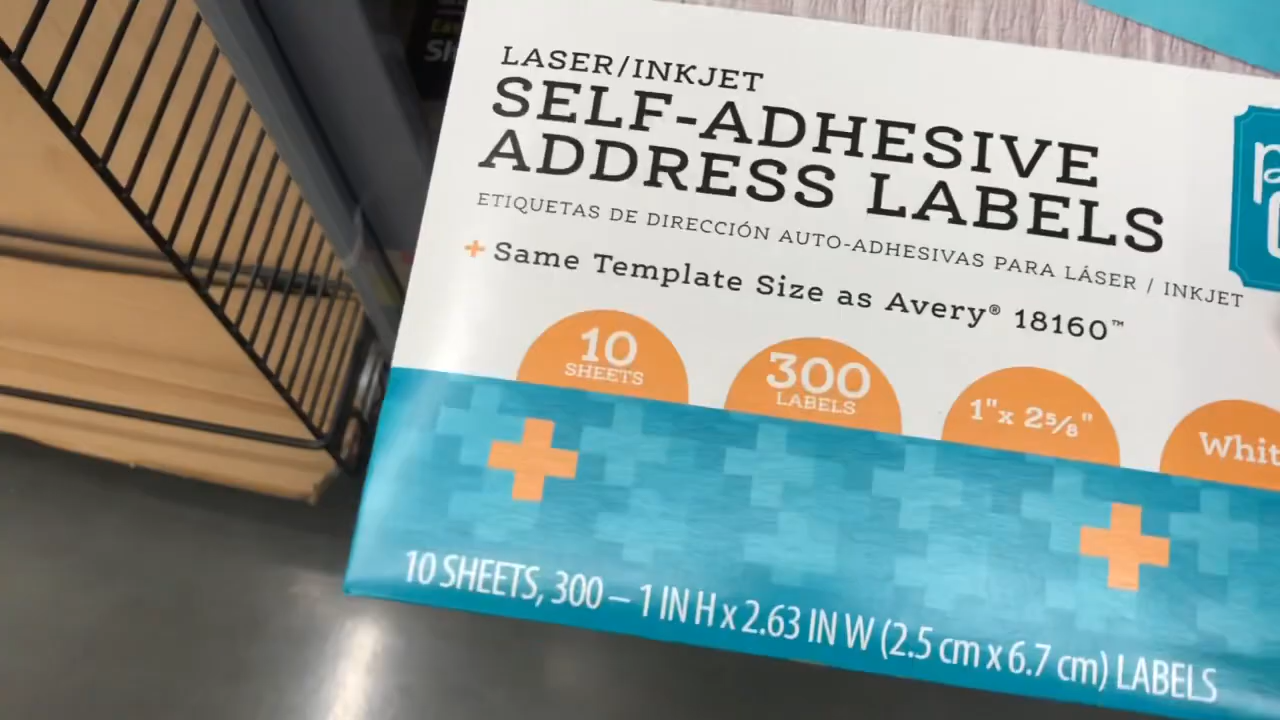 LASER/INKJET
SELF-ADHESIVE
ADDRESS LABELS
ETIQUETAS DE DIRECCIÓN AUTO-ADHESIVAS PARA LÁSER / INKJET
+ Same Template Size as Avery® 18160™
10
SHEETS
300
LABELS
1"x 2⅝"
Whit
10 SHEETS, 300 – 1 IN H x 2.63 IN W (2.5 cm x 6.7 cm) LABELS